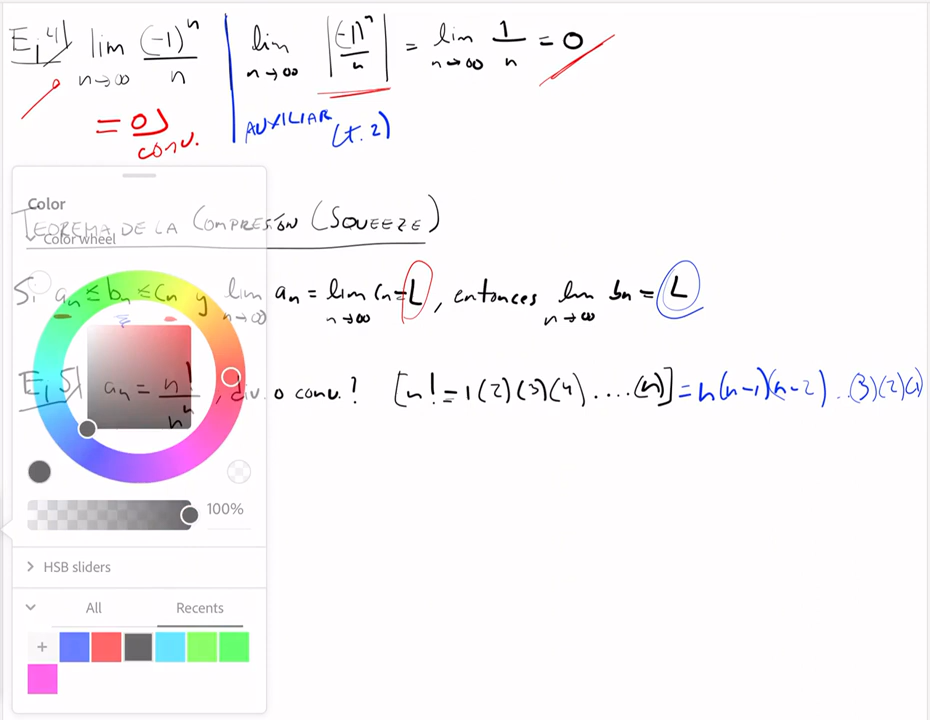 Ej 4) lim n→∞ (-1)^n / n | lim n→∞ |(-1)^n / n| = lim n→∞ 1/n = 0
= 0 conv.
AUXILIAR (t. 2)
Color
TEOREMA DE LA COMPRESIÓN (SQUEEZE)
Color wheel
Si an ≤ bn ≤ Cn y lim n→∞ an = lim n→∞ Cn = L, entonces lim n→∞ bn = L
Ej 5) an = n! / n^n, div. o conv.? [n! = 1(2)(3)(4)....(n)] = n(n-1)(n-2)...(3)(2)(1)
100%
HSB sliders
All Recents
+